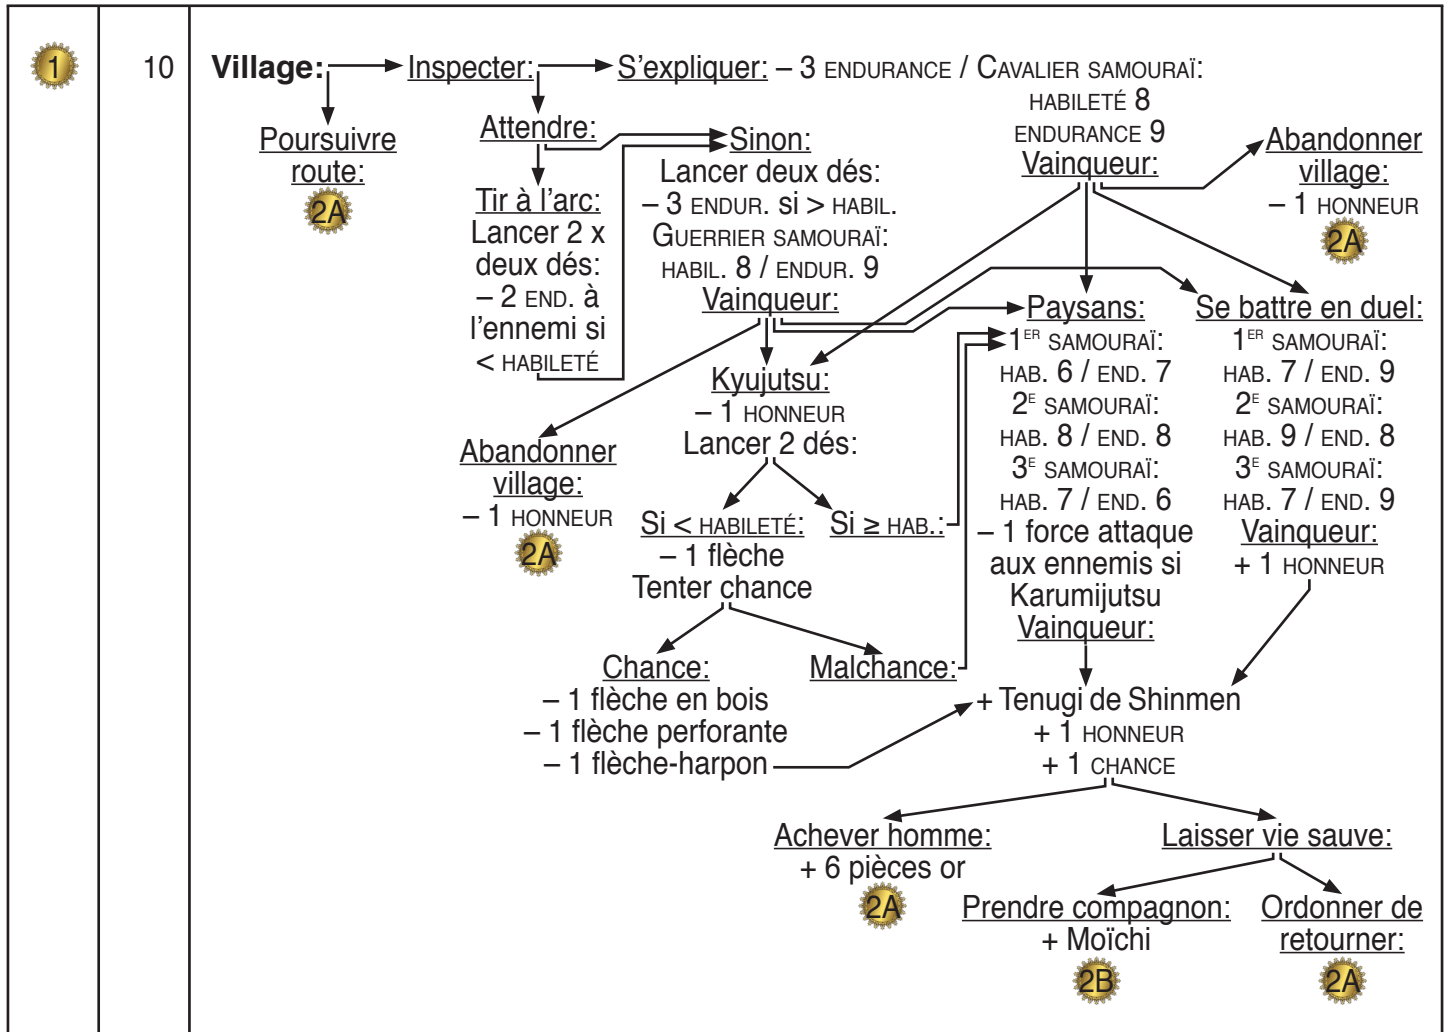 1
10
Village: Inspecter: S'expliquer: – 3 ENDURANCE / CAVALIER SAMOURAÏ:
HABILETÉ 8
ENDURANCE 9
Vainqueur:
Poursuivre
route:
2A
Attendre:
Tir à l'arc:
Lancer 2 x
deux dés:
– 2 END. à
l'ennemi si
< HABILETÉ
Sinon:
Lancer deux dés:
– 3 ENDUR. si > HABIL.
GUERRIER SAMOURAÏ:
HABIL. 8 / ENDUR. 9
Vainqueur:
Abandonner
village:
– 1 HONNEUR
2A
Abandonner
village:
– 1 HONNEUR
2A
Kyujutsu:
– 1 HONNEUR
Lancer 2 dés:
Si < HABILETÉ:
– 1 flèche
Tenter chance
Si ≥ HAB.:
Chance:
– 1 flèche en bois
– 1 flèche perforante
– 1 flèche-harpon
Malchance:
Paysans:
1ER SAMOURAÏ:
HAB. 6 / END. 7
2E SAMOURAÏ:
HAB. 8 / END. 8
3E SAMOURAÏ:
HAB. 7 / END. 6
– 1 force attaque
aux ennemis si
Karumijutsu
Vainqueur:
Se battre en duel:
1ER SAMOURAÏ:
HAB. 7 / END. 9
2E SAMOURAÏ:
HAB. 9 / END. 8
3E SAMOURAÏ:
HAB. 7 / END. 9
Vainqueur:
+ 1 HONNEUR
+ Tenugi de Shinmen
+ 1 HONNEUR
+ 1 CHANCE
Achever homme:
+ 6 pièces or
2A
Laisser vie sauve:
Prendre compagnon:
+ Moïchi
2B
Ordonner de
retourner:
2A